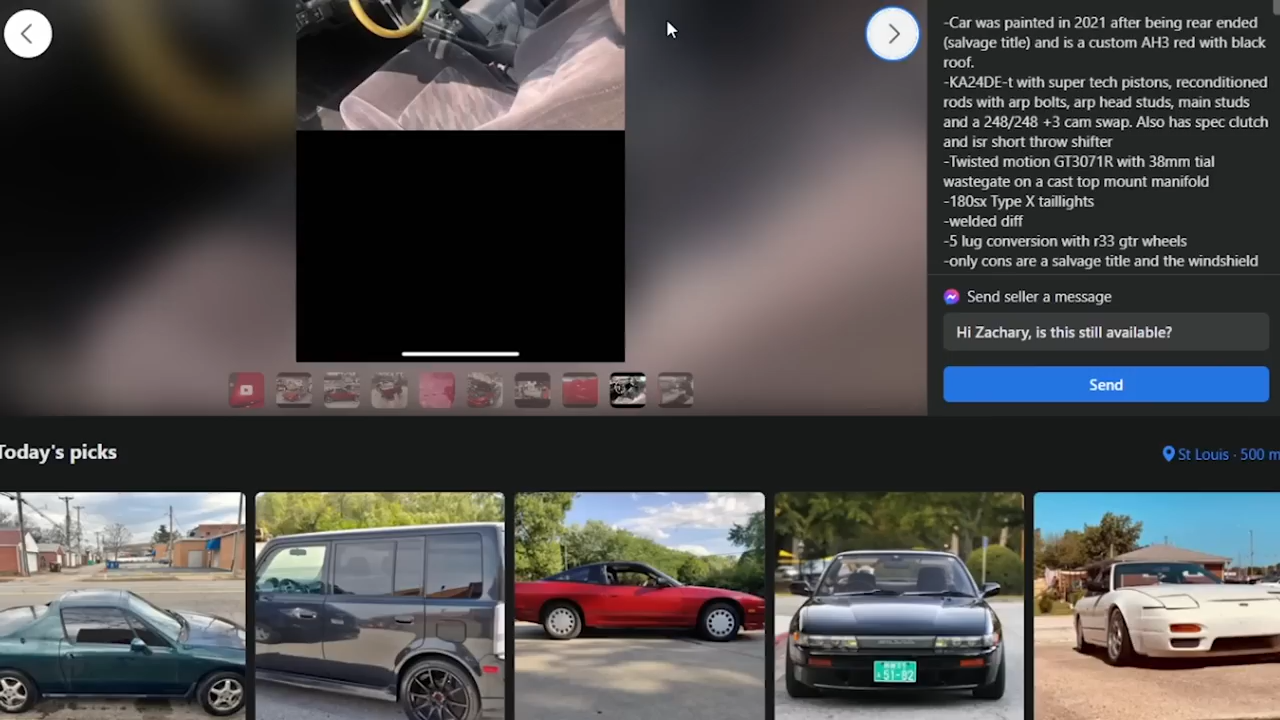 -Car was painted in 2021 after being rear ended
(salvage title) and is a custom AH3 red with black
roof.
-KA24DE-t with super tech pistons, reconditioned
rods with arp bolts, arp head studs, main studs
and a 248/248 +3 cam swap. Also has spec clutch
and isr short throw shifter
-Twisted motion GT3071R with 38mm tial
wastegate on a cast top mount manifold
-180sx Type X taillights
-welded diff
-5 lug conversion with r33 gtr wheels
-only cons are a salvage title and the windshield
Send seller a message
Hi Zachary, is this still available?
Send
Today's picks
St Louis · 500 m
51-82